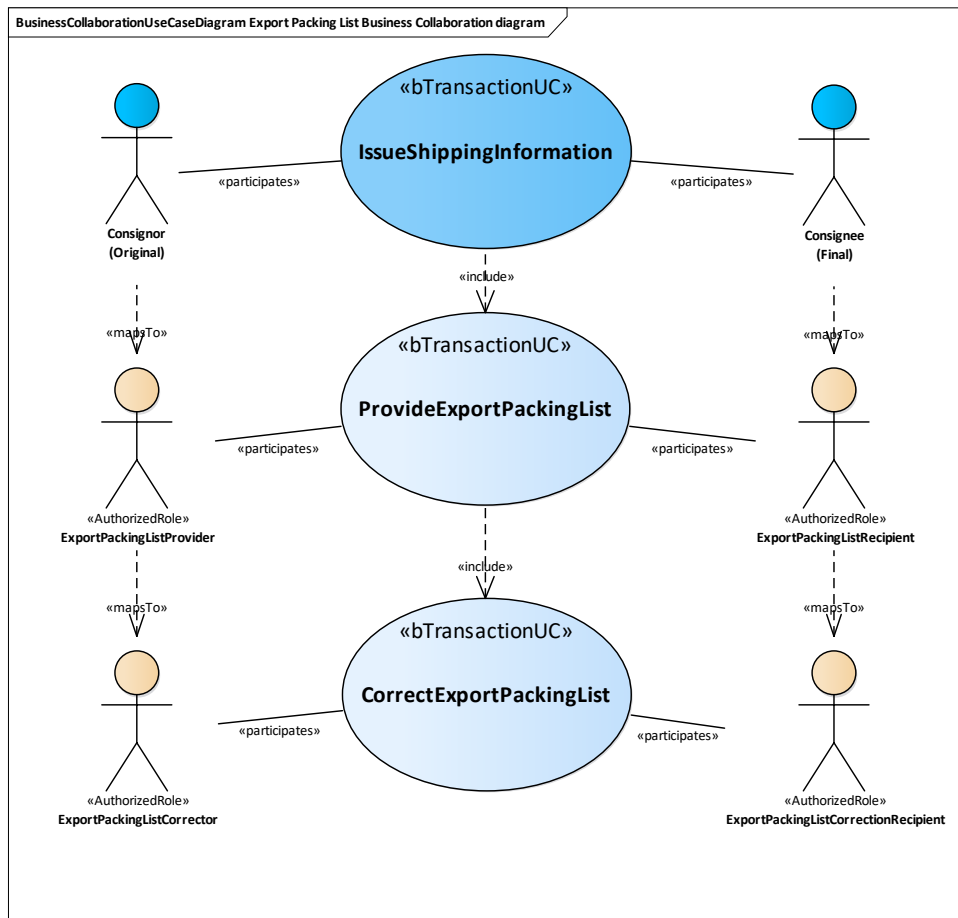 BusinessCollaborationUseCaseDiagram Export Packing List Business Collaboration diagram
«bTransactionUC»
IssueShippingInformation
«participates»
«participates»
Consignor
(Original)
Consignee
(Final)
«include»
«mapsTo»
«mapsTo»
«bTransactionUC»
ProvideExportPackingList
«participates»
«participates»
«AuthorizedRole»
ExportPackingListProvider
«AuthorizedRole»
ExportPackingListRecipient
«include»
«mapsTo»
«mapsTo»
«bTransactionUC»
CorrectExportPackingList
«participates»
«participates»
«AuthorizedRole»
ExportPackingListCorrector
«AuthorizedRole»
ExportPackingListCorrectionRecipient